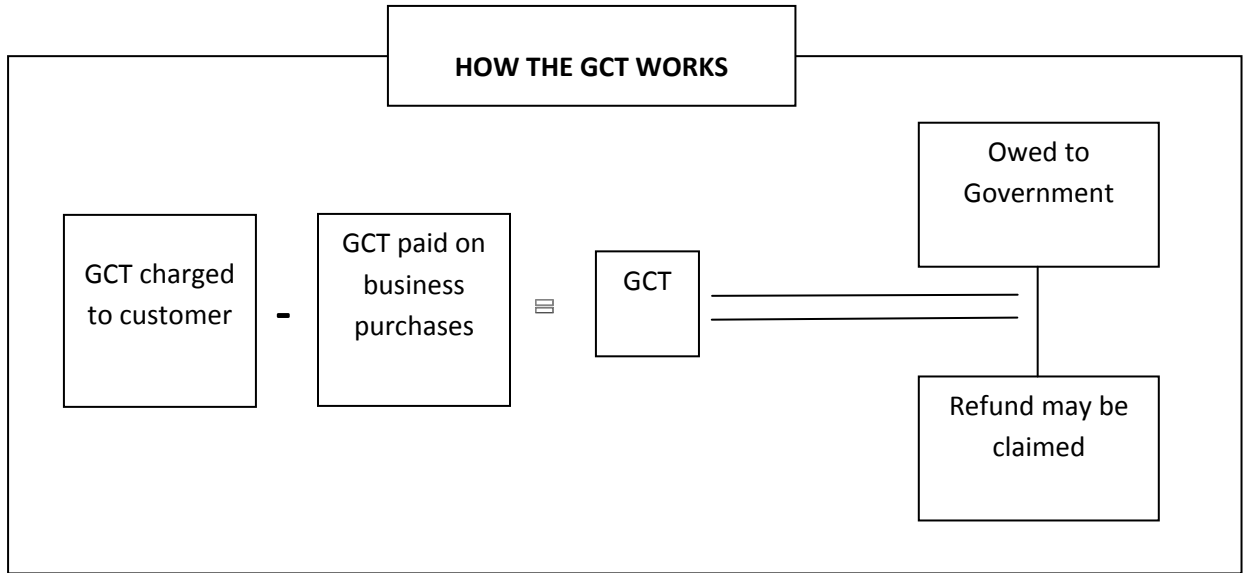 HOW THE GCT WORKS
GCT charged
to customer
-
GCT paid on
business
purchases
=
GCT
Owed to
Government
Refund may be
claimed